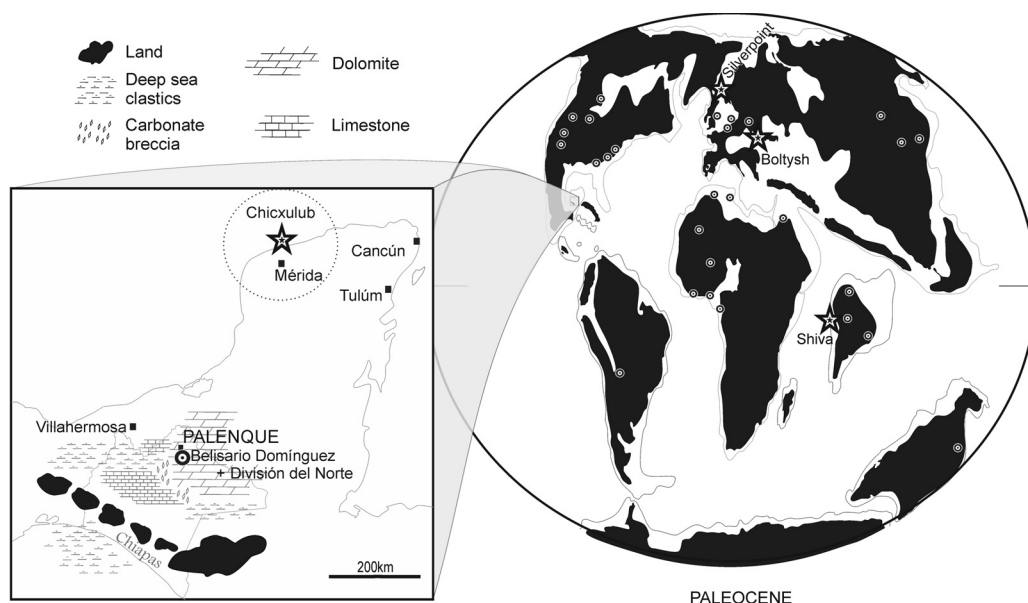 Land
Deep sea
clastics
Carbonate
breccia
Dolomite
Limestone
Chicxulub
Mérida
Cancún
Tulúm
Villahermosa
PALENQUE
Belisario Domínguez
División del Norte
Chiapas
200km
Silverpoint
Boltysh
Shiva
PALEOCENE